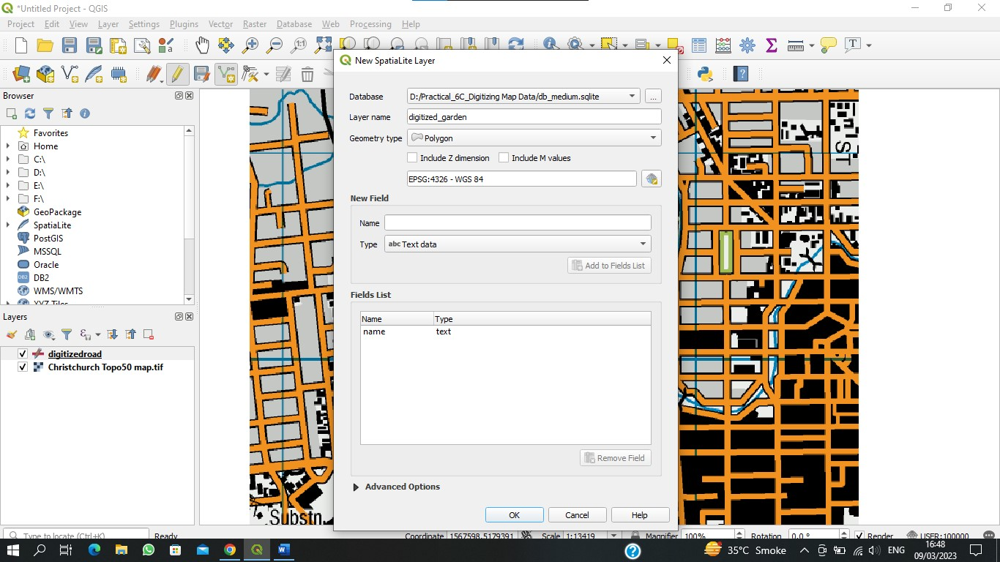 *Untitled Project - QGIS
Project Edit View Layer Settings Plugins Vector Raster Database Web Processing Help
Browser
Favorites
Home
C:\
D:\
E:\
F:\
GeoPackage
SpatiaLite
PostGIS
MSSQL
Oracle
DB2
WMS/WMTS
XYZ Tiles
Layers
digitizedroad
Christchurch Topo50 map.tif
New SpatiaLite Layer
Database D:/Practical_6C_Digitizing Map Data/db_medium.sqlite ...
Layer name digitized_garden
Geometry type Polygon
Include Z dimension Include M values
EPSG:4326 - WGS 84
New Field
Name
Type abc Text data
Add to Fields List
Fields List
Name Type
name text
Remove Field
Advanced Options
OK Cancel Help
ST
Substn
Type to locate (Ctrl+K) Ready Coordinate 1567598.5179391 Scale 1:13419 Magnifier 100% Rotation 0.0 ° Render USER:100000
35°C Smoke ENG 16:48
09/03/2023